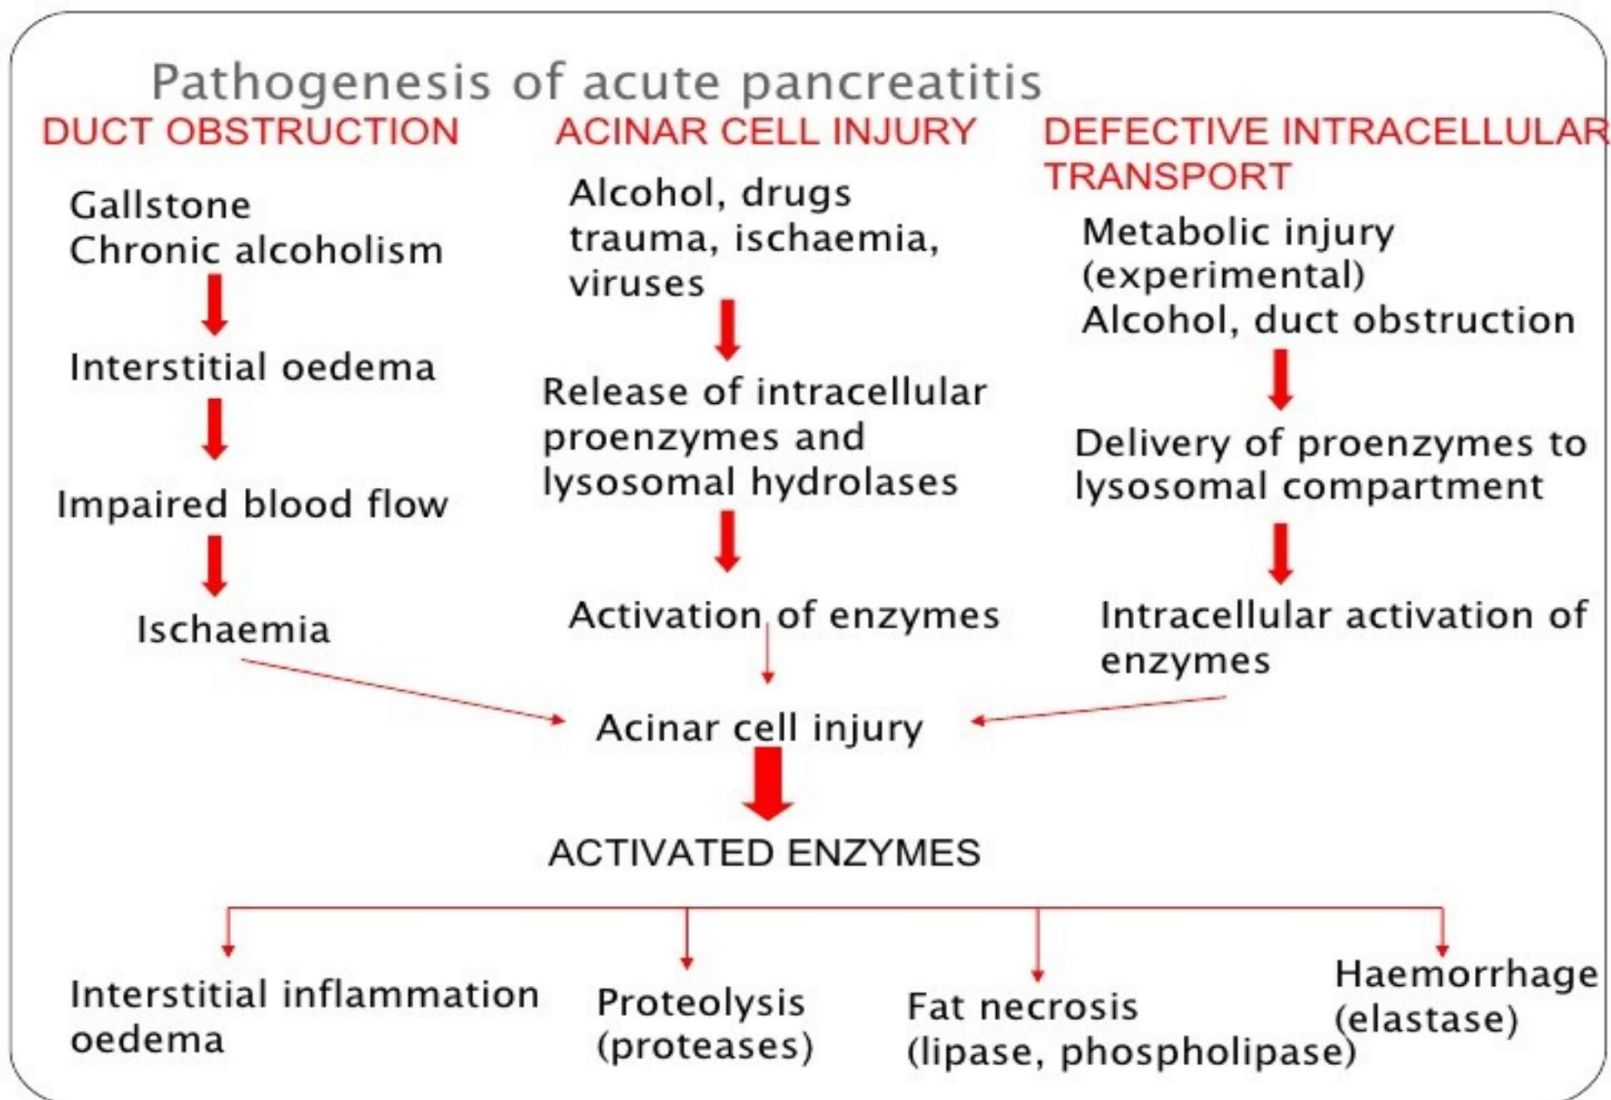 Pathogenesis of acute pancreatitis
DUCT OBSTRUCTION
Gallstone
Chronic alcoholism
Interstitial oedema
Impaired blood flow
Ischaemia
ACINAR CELL INJURY
Alcohol, drugs
trauma, ischaemia,
viruses
Release of intracellular
proenzymes and
lysosomal hydrolases
Activation of enzymes
DEFECTIVE INTRACELLULAR
TRANSPORT
Metabolic injury
(experimental)
Alcohol, duct obstruction
Delivery of proenzymes to
lysosomal compartment
Intracellular activation of
enzymes
Acinar cell injury
ACTIVATED ENZYMES
Interstitial inflammation
oedema
Proteolysis
(proteases)
Fat necrosis
(lipase, phospholipase)
Haemorrhage
(elastase)